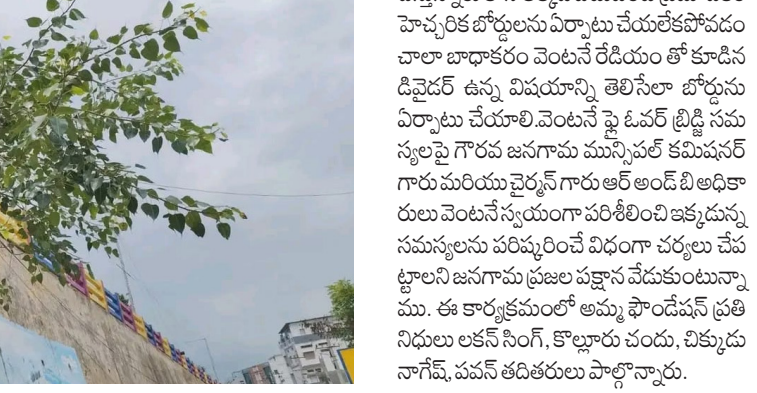 హెచ్చరిక బోర్డులను ఏర్పాటు చేయలేకపోవడం
చాలా బాధాకరం వెంటనే రేడియం తో కూడిన
డివైడర్ ఉన్న విషయాన్ని తెలిసేలా బోర్డును
ఏర్పాటు చేయాలి.వెంటనే ఫ్లై ఓవర్ బ్రిడ్జి సమ
స్యలపై గౌరవ జనగామ మున్సిపల్ కమిషనర్
గారు మరియు చైర్మన్ గారు ఆర్ అండ్ బి అధికా
రులు వెంటనే స్వయంగా పరిశీలించి ఇక్కడున్న
సమస్యలను పరిష్కరించే విధంగా చర్యలు చేప
ట్టాలని జనగామ ప్రజల పక్షాన వేడుకుంటున్నా
ము. ఈ కార్యక్రమంలో అమ్మ ఫౌండేషన్ ప్రతి
నిధులు లకన్ సింగ్, కొల్లూరు చందు, చిక్కుడు
నాగేష్, పవన్ తదితరులు పాల్గొన్నారు.